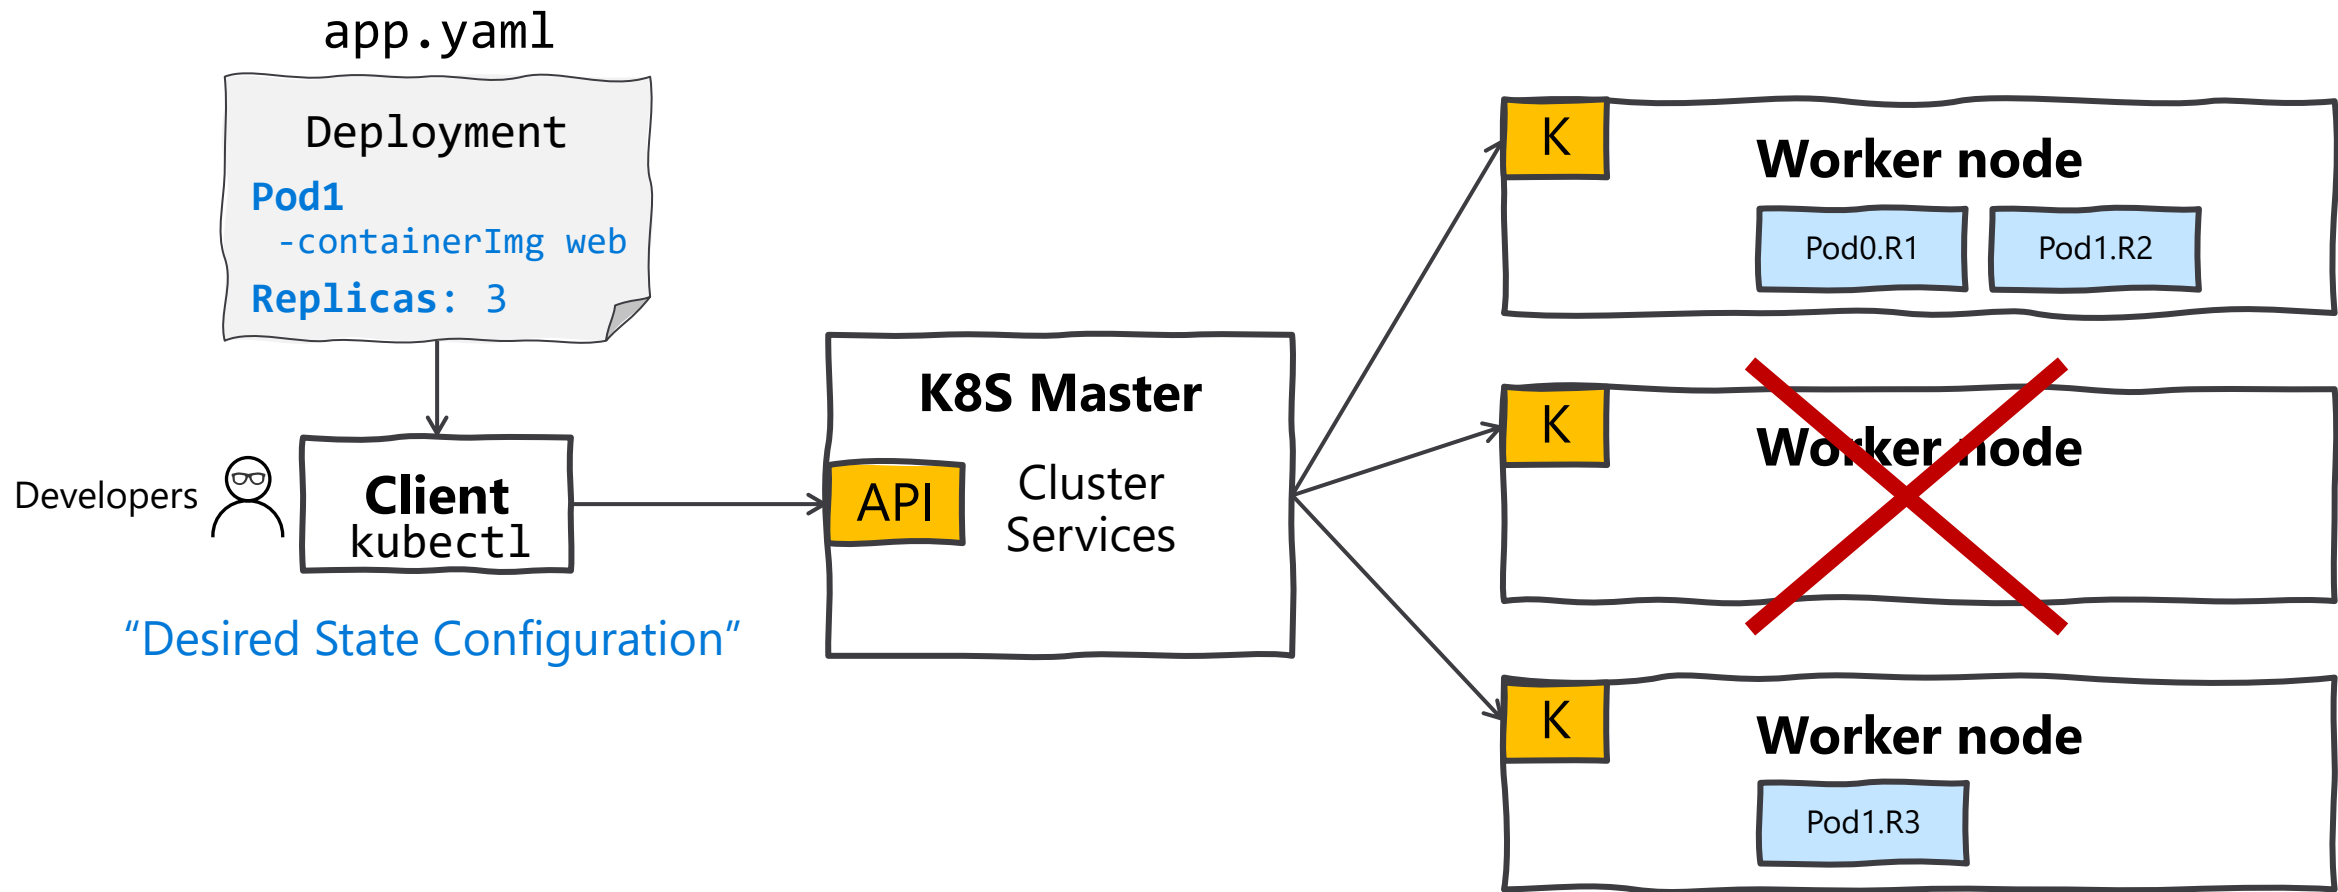 app.yaml
Deployment
Pod1
-containerImg web
Replicas: 3
Developers
Client
kubectl
“Desired State Configuration”
K8S Master
API
Cluster
Services
K
Worker node
Pod0.R1
Pod1.R2
K
Worker node
K
Worker node
Pod1.R3